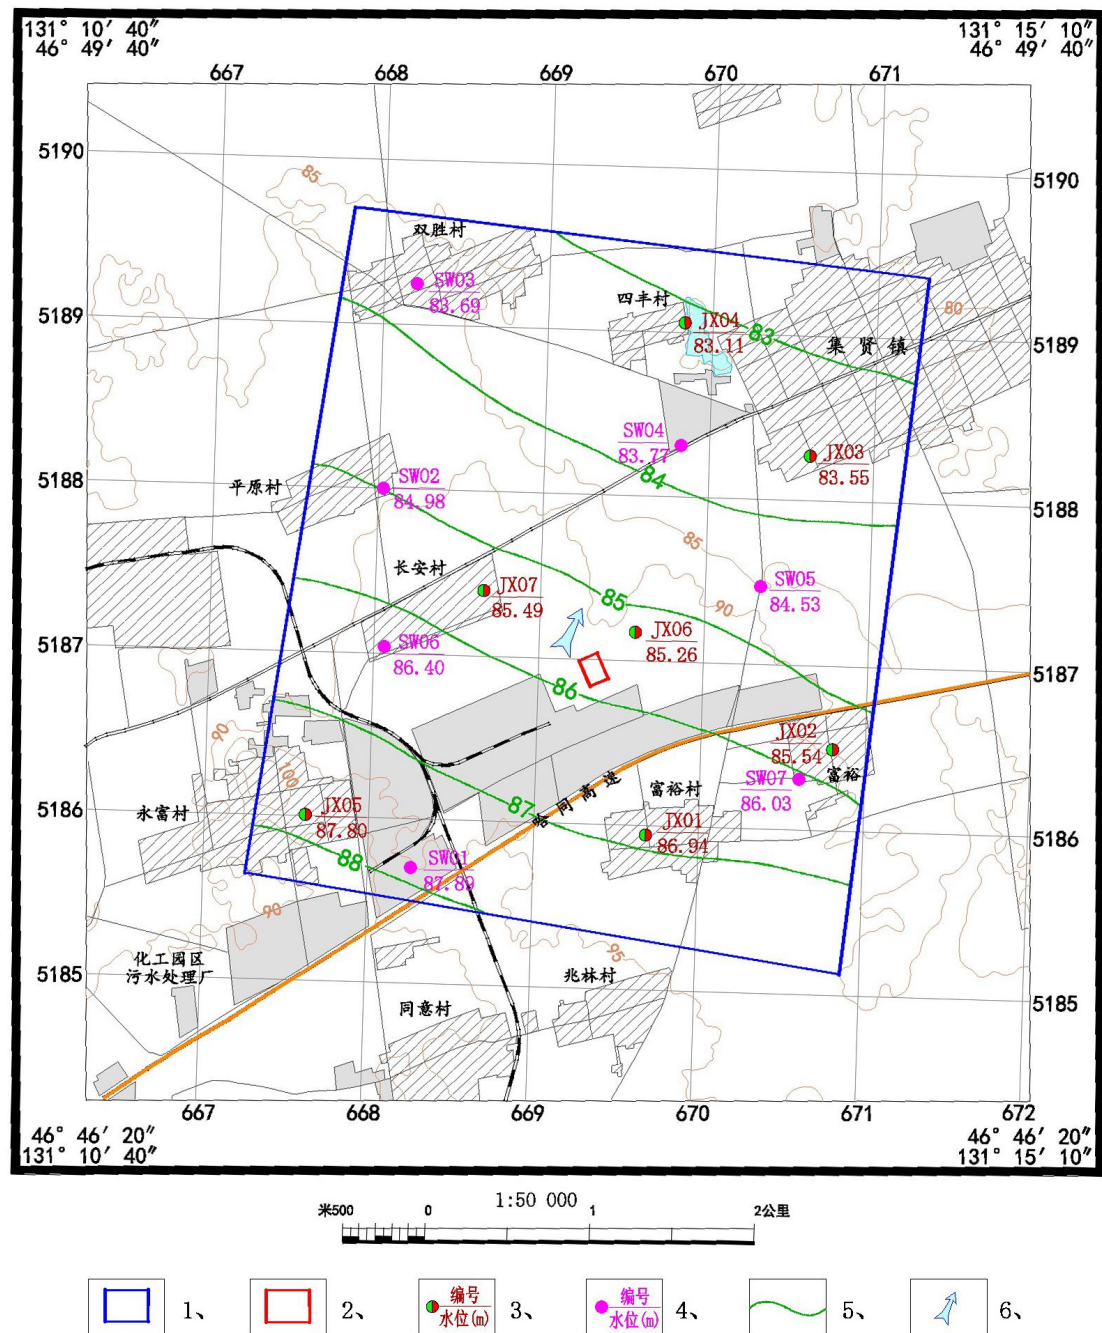 131° 10′ 40″
46° 49′ 40″
131° 15′ 10″
46° 49′ 40″
667
668
669
670
671
5190
5190
85
双胜村
SW03
83.69
四丰村
JX04
83.11
83
80
集贤镇
5189
5189
SW04
83.77
84
JX03
83.55
SW02
84.98
平原村
5188
5188
85
长安村
JX07
85.49
85
90
SW05
84.53
JX06
85.26
SW06
86.40
86
5187
5187
90
100
JX02
85.54
SW07
86.03
富裕
富裕村
哈同高速
87
永富村
JX05
87.80
JX01
86.94
5186
5186
88
SW01
87.89
90
95
化工园区
污水处理厂
兆林村
5185
5185
同意村
667
668
669
670
671
672
46° 46′ 20″
131° 10′ 40″
46° 46′ 20″
131° 15′ 10″
1:50 000
米500 0 1 2公里
1、
2、
编号
水位(m)
3、
编号
水位(m)
4、
5、
6、